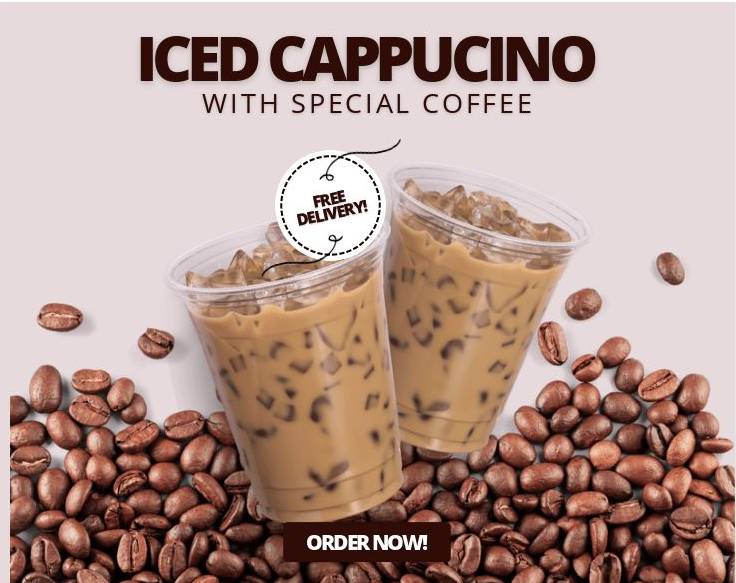 ICED CAPPUCINO
WITH SPECIAL COFFEE
FREE
DELIVERY!
ORDER NOW!